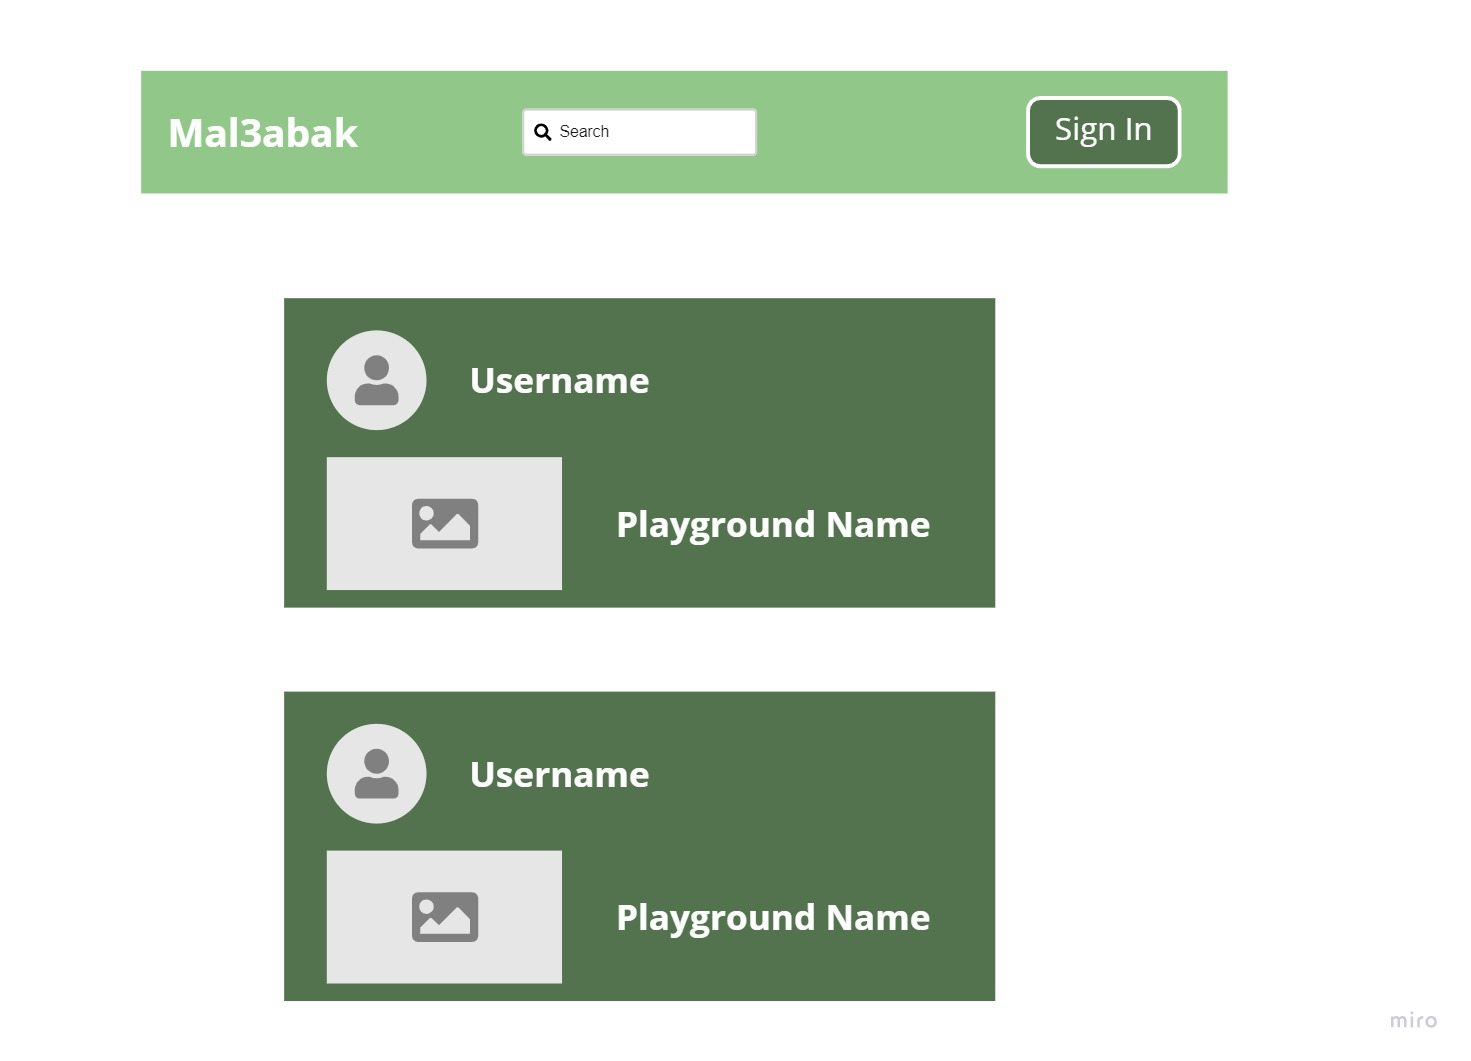 Mal3abak
Search
Sign In
Username
Playground Name
Username
Playground Name
miro